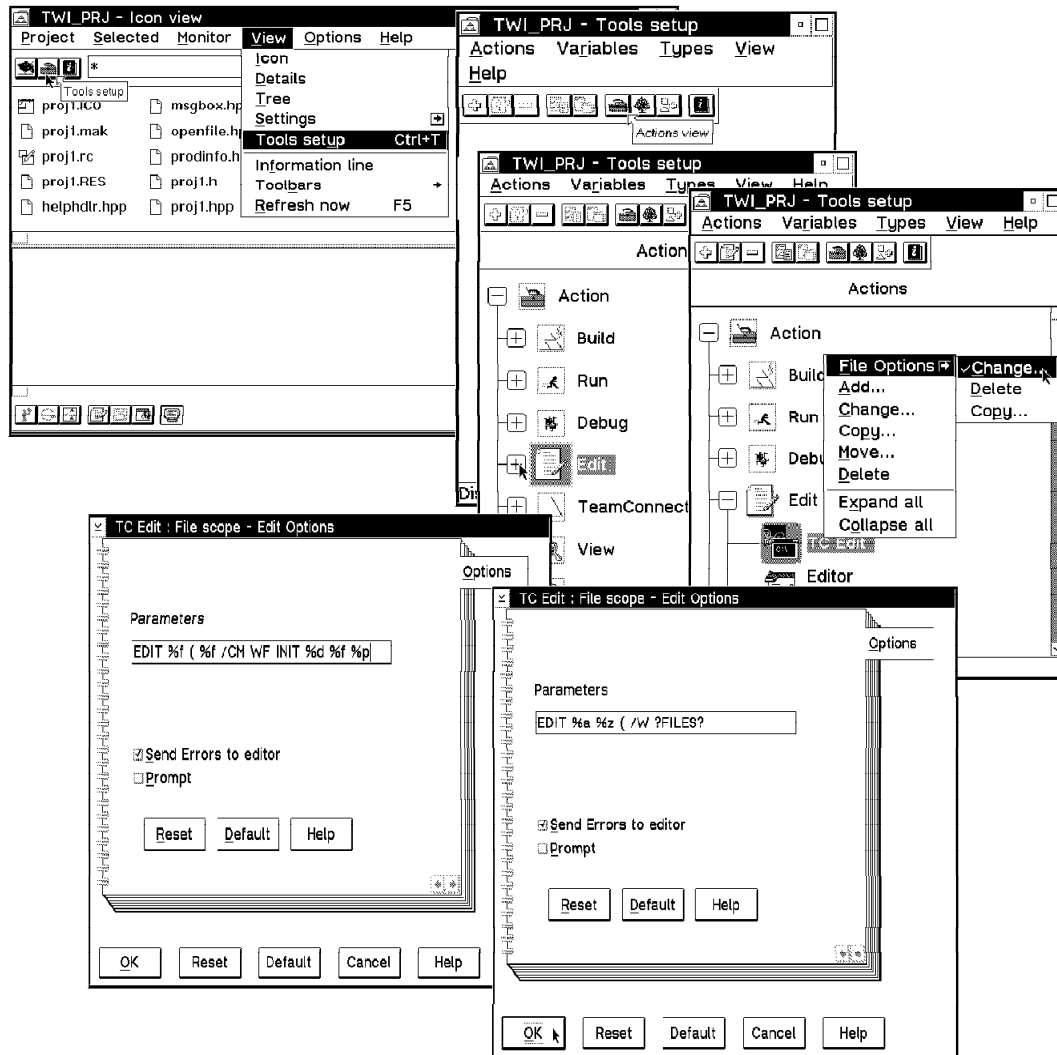 TWI_PRJ - Icon view
Project Selected Monitor View Options Help
*
Tools setup
proj1.ICO
proj1.mak
proj1.rc
proj1.RES
helphdlr.hpp
msgbox.hp
openfile.h
prodinfo.h
proj1.h
proj1.hpp
Icon
Details
Tree
Settings
Tools setup Ctrl+T
Information line
Toolbars
Refresh now F5
TWI_PRJ - Tools setup
Actions Variables Types View
Help
Actions view
Dis
TWI_PRJ - Tools setup
Actions Variables Types View Help
Action
Action
Build
Run
Debug
Edit
TeamConnect
View
TWI_PRJ - Tools setup
Actions Variables Types View Help
Actions
Action
Build
Run
Debu
Edit
TC Edit
Editor
File Options
Add...
Change...
Copy...
Move...
Delete
Expand all
Collapse all
Change...
Delete
Copy...
TC Edit : File scope - Edit Options
Options
Parameters
EDIT %f ( %f /CM WF INIT %d %f %p
Send Errors to editor
Prompt
Reset Default Help
OK Reset Default Cancel Help
TC Edit : File scope - Edit Options
Options
Parameters
EDIT %a %z ( /W ?FILES?
Send Errors to editor
Prompt
Reset Default Help
OK Reset Default Cancel Help